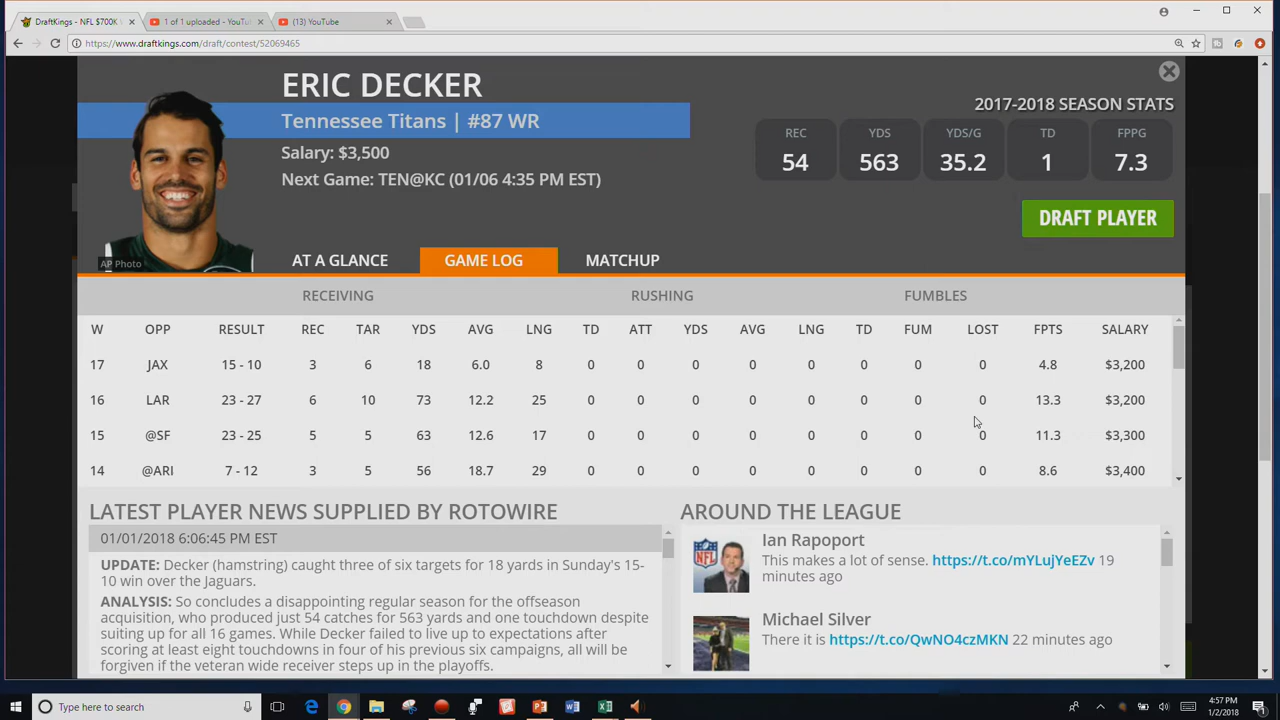 DraftKings - NFL $700K
1 of 1 uploaded - YouTu
(13) YouTube
https://www.draftkings.com/draft/contest/52069465
ERIC DECKER
Tennessee Titans | #87 WR
Salary: $3,500
Next Game: TEN@KC (01/06 4:35 PM EST)
AP Photo
2017-2018 SEASON STATS
REC YDS YDS/G TD FPPG
54 563 35.2 1 7.3
DRAFT PLAYER
AT A GLANCE GAME LOG MATCHUP
RECEIVING RUSHING FUMBLES
W OPP RESULT REC TAR YDS AVG LNG TD ATT YDS AVG LNG TD FUM LOST FPTS SALARY
17 JAX 15 - 10 3 6 18 6.0 8 0 0 0 0 0 0 0 0 4.8 $3,200
16 LAR 23 - 27 6 10 73 12.2 25 0 0 0 0 0 0 0 0 13.3 $3,200
15 @SF 23 - 25 5 5 63 12.6 17 0 0 0 0 0 0 0 0 11.3 $3,300
14 @ARI 7 - 12 3 5 56 18.7 29 0 0 0 0 0 0 0 0 8.6 $3,400
LATEST PLAYER NEWS SUPPLIED BY ROTOWIRE
01/01/2018 6:06:45 PM EST
UPDATE: Decker (hamstring) caught three of six targets for 18 yards in Sunday's 15-
10 win over the Jaguars.
ANALYSIS: So concludes a disappointing regular season for the offseason
acquisition, who produced just 54 catches for 563 yards and one touchdown despite
suiting up for all 16 games. While Decker failed to live up to expectations after
scoring at least eight touchdowns in four of his previous six campaigns, all will be
forgiven if the veteran wide receiver steps up in the playoffs.
AROUND THE LEAGUE
Ian Rapoport
This makes a lot of sense. https://t.co/mYLujYeEZv 19
minutes ago
Michael Silver
There it is https://t.co/QwNO4czMKN 22 minutes ago
Type here to search
4:57 PM
1/2/2018